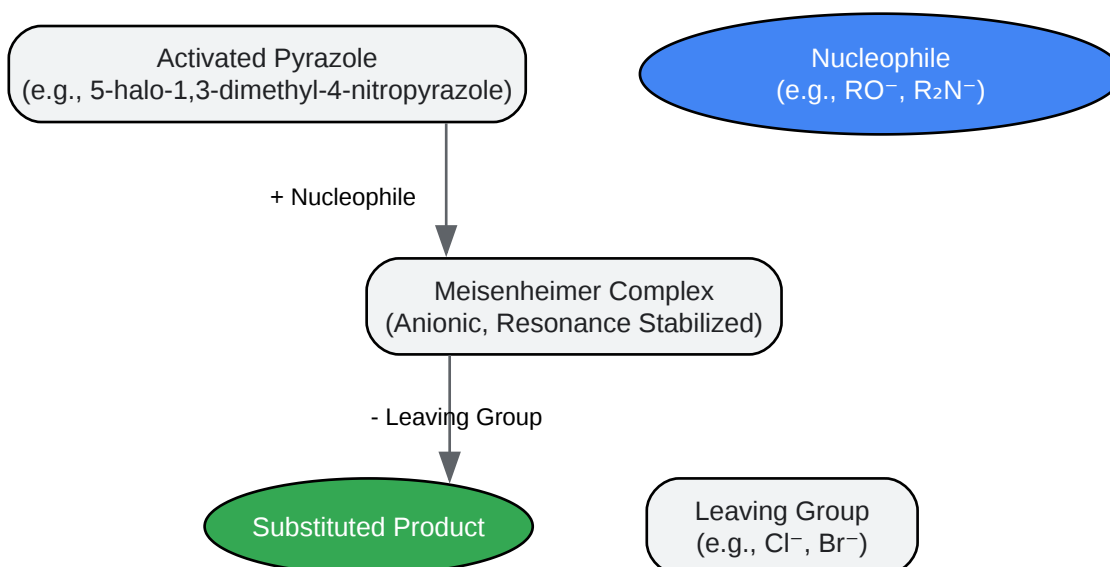 Activated Pyrazole
(e.g., 5-halo-1,3-dimethyl-4-nitropyrazole)
Nucleophile
(e.g., RO⁻, R₂N⁻)
+ Nucleophile
Meisenheimer Complex
(Anionic, Resonance Stabilized)
- Leaving Group
Substituted Product
Leaving Group
(e.g., Cl⁻, Br⁻)